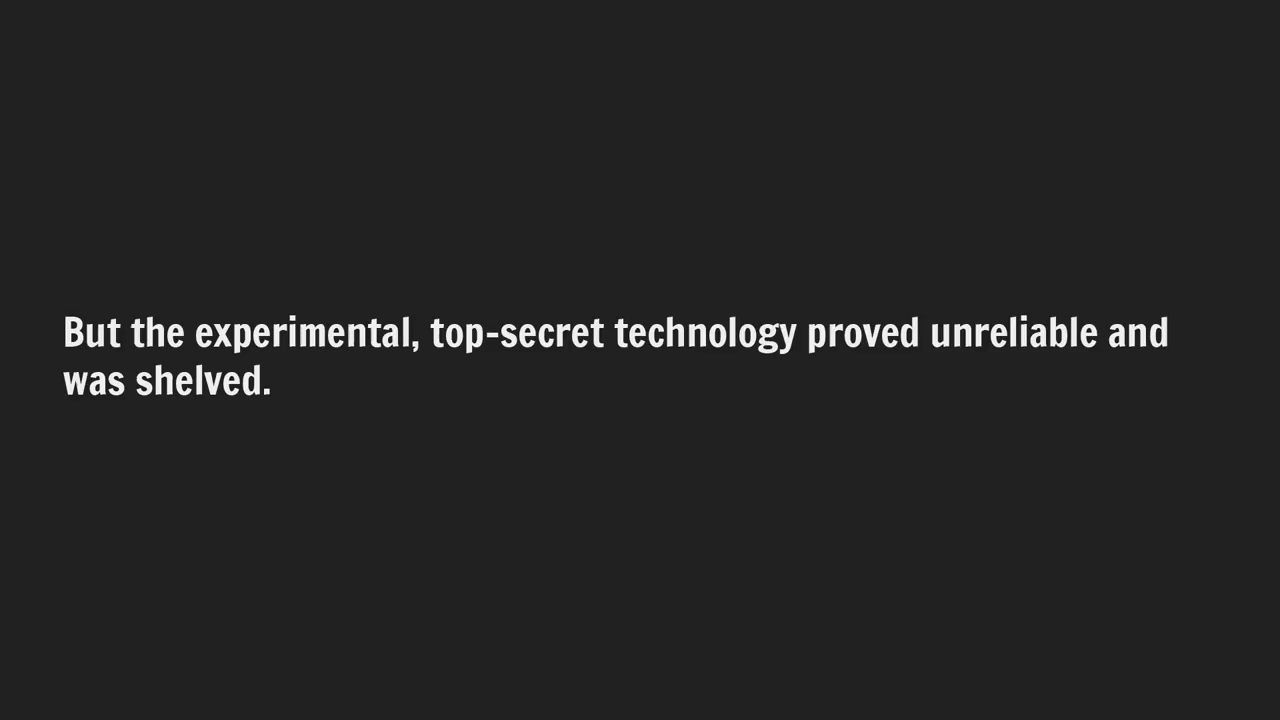 But the experimental, top-secret technology proved unreliable and
was shelved.